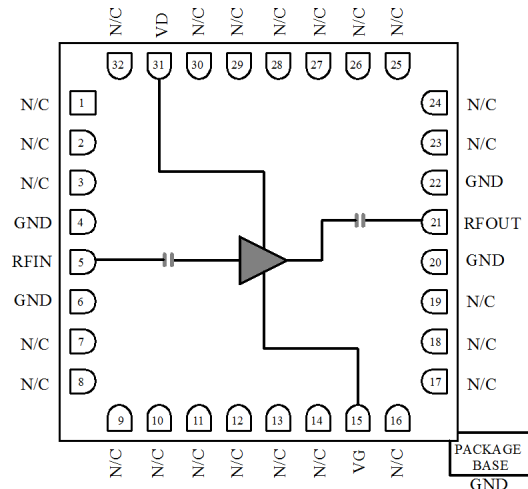 N/C VD N/C N/C N/C N/C N/C N/C
32 31 30 29 28 27 26 25
N/C 1 24 N/C
N/C 2 23 N/C
N/C 3 22 GND
GND 4 21 RFOUT
RFIN 5 20 GND
GND 6 19 N/C
N/C 7 18 N/C
N/C 8 17 N/C
9 10 11 12 13 14 15 16
N/C N/C N/C N/C N/C N/C VG N/C
PACKAGE
BASE
GND